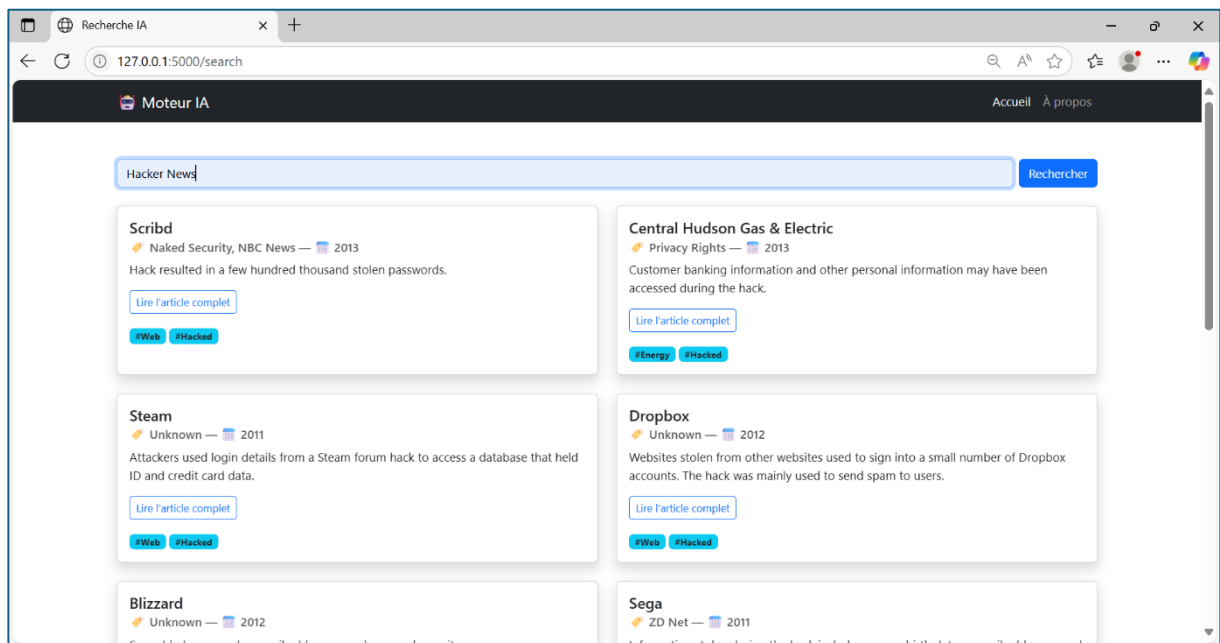 Recherche IA
127.0.0.1:5000/search
Moteur IA
Accueil À propos
Hacker News
Rechercher
Scribd
Naked Security, NBC News — 2013
Hack resulted in a few hundred thousand stolen passwords.
Lire l'article complet
#Web #Hacked
Central Hudson Gas & Electric
Privacy Rights — 2013
Customer banking information and other personal information may have been
accessed during the hack.
Lire l'article complet
#Energy #Hacked
Steam
Unknown — 2011
Attackers used login details from a Steam forum hack to access a database that held
ID and credit card data.
Lire l'article complet
#Web #Hacked
Dropbox
Unknown — 2012
Websites stolen from other websites used to sign into a small number of Dropbox
accounts. The hack was mainly used to send spam to users.
Lire l'article complet
#Web #Hacked
Blizzard
Unknown — 2012
Sega
ZD Net — 2011